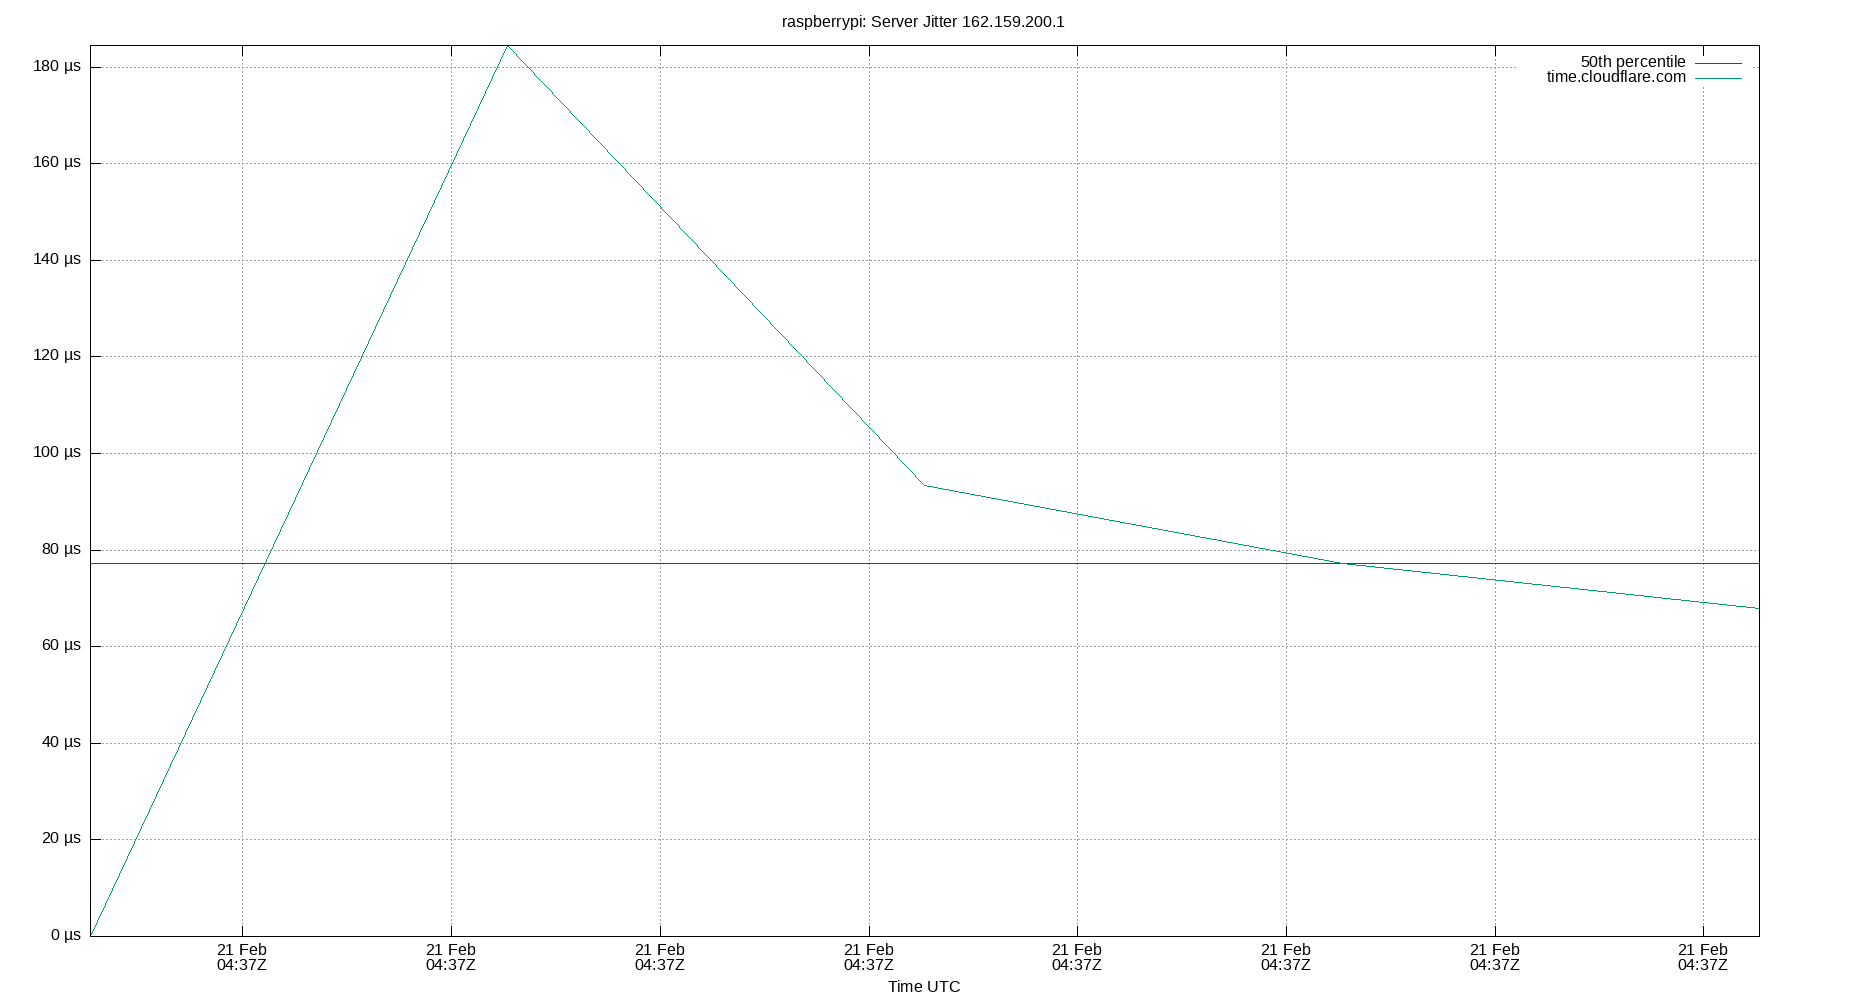 raspberrypi: Server Jitter 162.159.200.1
50th percentile
time.cloudflare.com
180 µs
160 µs
140 µs
120 µs
100 µs
80 µs
60 µs
40 µs
20 µs
0 µs
21 Feb 21 Feb 21 Feb 21 Feb 21 Feb 21 Feb 21 Feb 21 Feb
04:37Z 04:37Z 04:37Z 04:37Z 04:37Z 04:37Z 04:37Z 04:37Z
Time UTC